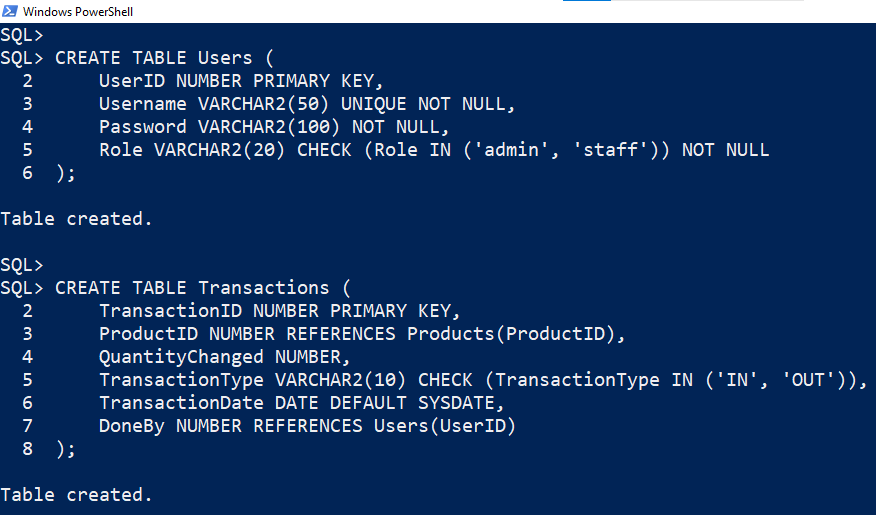 Windows PowerShell
SQL>
SQL> CREATE TABLE Users (
  2      UserID NUMBER PRIMARY KEY,
  3      Username VARCHAR2(50) UNIQUE NOT NULL,
  4      Password VARCHAR2(100) NOT NULL,
  5      Role VARCHAR2(20) CHECK (Role IN ('admin', 'staff')) NOT NULL
  6  );
Table created.
SQL>
SQL> CREATE TABLE Transactions (
  2      TransactionID NUMBER PRIMARY KEY,
  3      ProductID NUMBER REFERENCES Products(ProductID),
  4      QuantityChanged NUMBER,
  5      TransactionType VARCHAR2(10) CHECK (TransactionType IN ('IN', 'OUT')),
  6      TransactionDate DATE DEFAULT SYSDATE,
  7      DoneBy NUMBER REFERENCES Users(UserID)
  8  );
Table created.